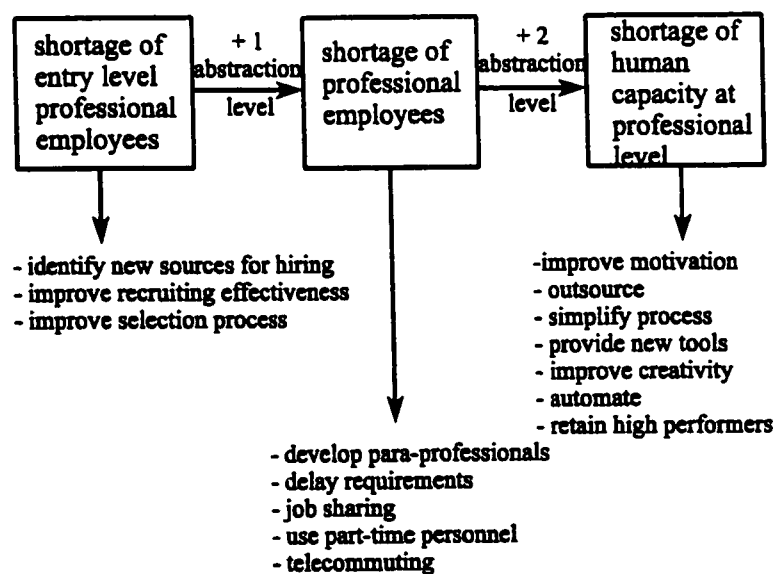 shortage of
entry level
professional
employees
+ 1
abstraction
level
shortage of
professional
employees
+ 2
abstraction
level
shortage of
human
capacity at
professional
level
- identify new sources for hiring
- improve recruiting effectiveness
- improve selection process
-improve motivation
- outsource
- simplify process
- provide new tools
- improve creativity
- automate
- retain high performers
- develop para-professionals
- delay requirements
- job sharing
- use part-time personnel
- telecommuting